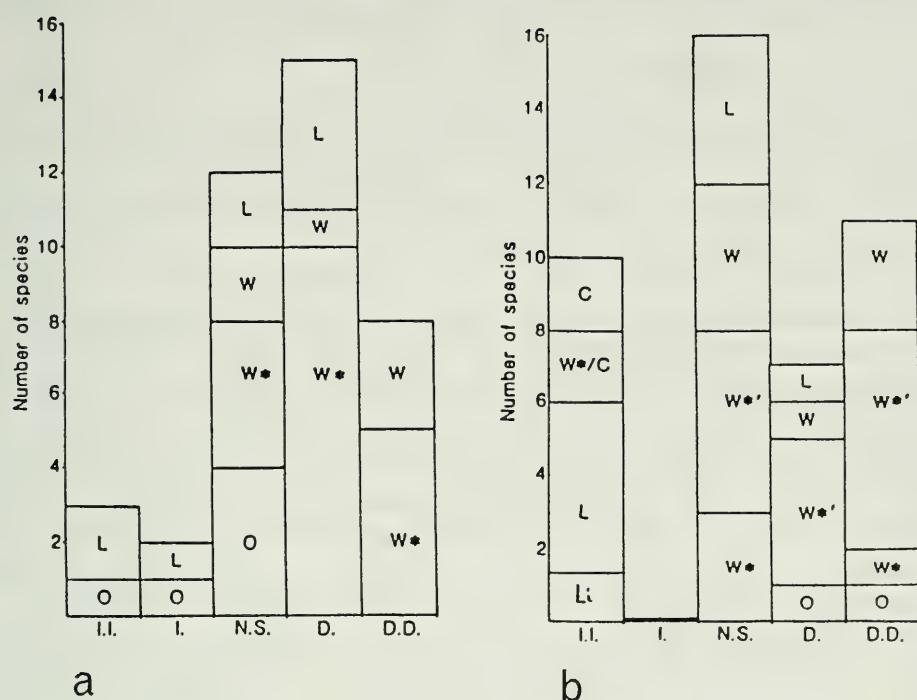 Number of species
16
14
12
10
8
6
4
2
L
O
L
O
L
W
W*
O
L
W
W*
W
W*
I.I. I. N.S. D. D.D.
a
Number of species
16
14
12
10
8
6
4
2
C
W*/C
L
Li
L
W
W*'
W*
L
W
W*'
O
W
W*'
W*
O
I.I. I. N.S. D. D.D.
b